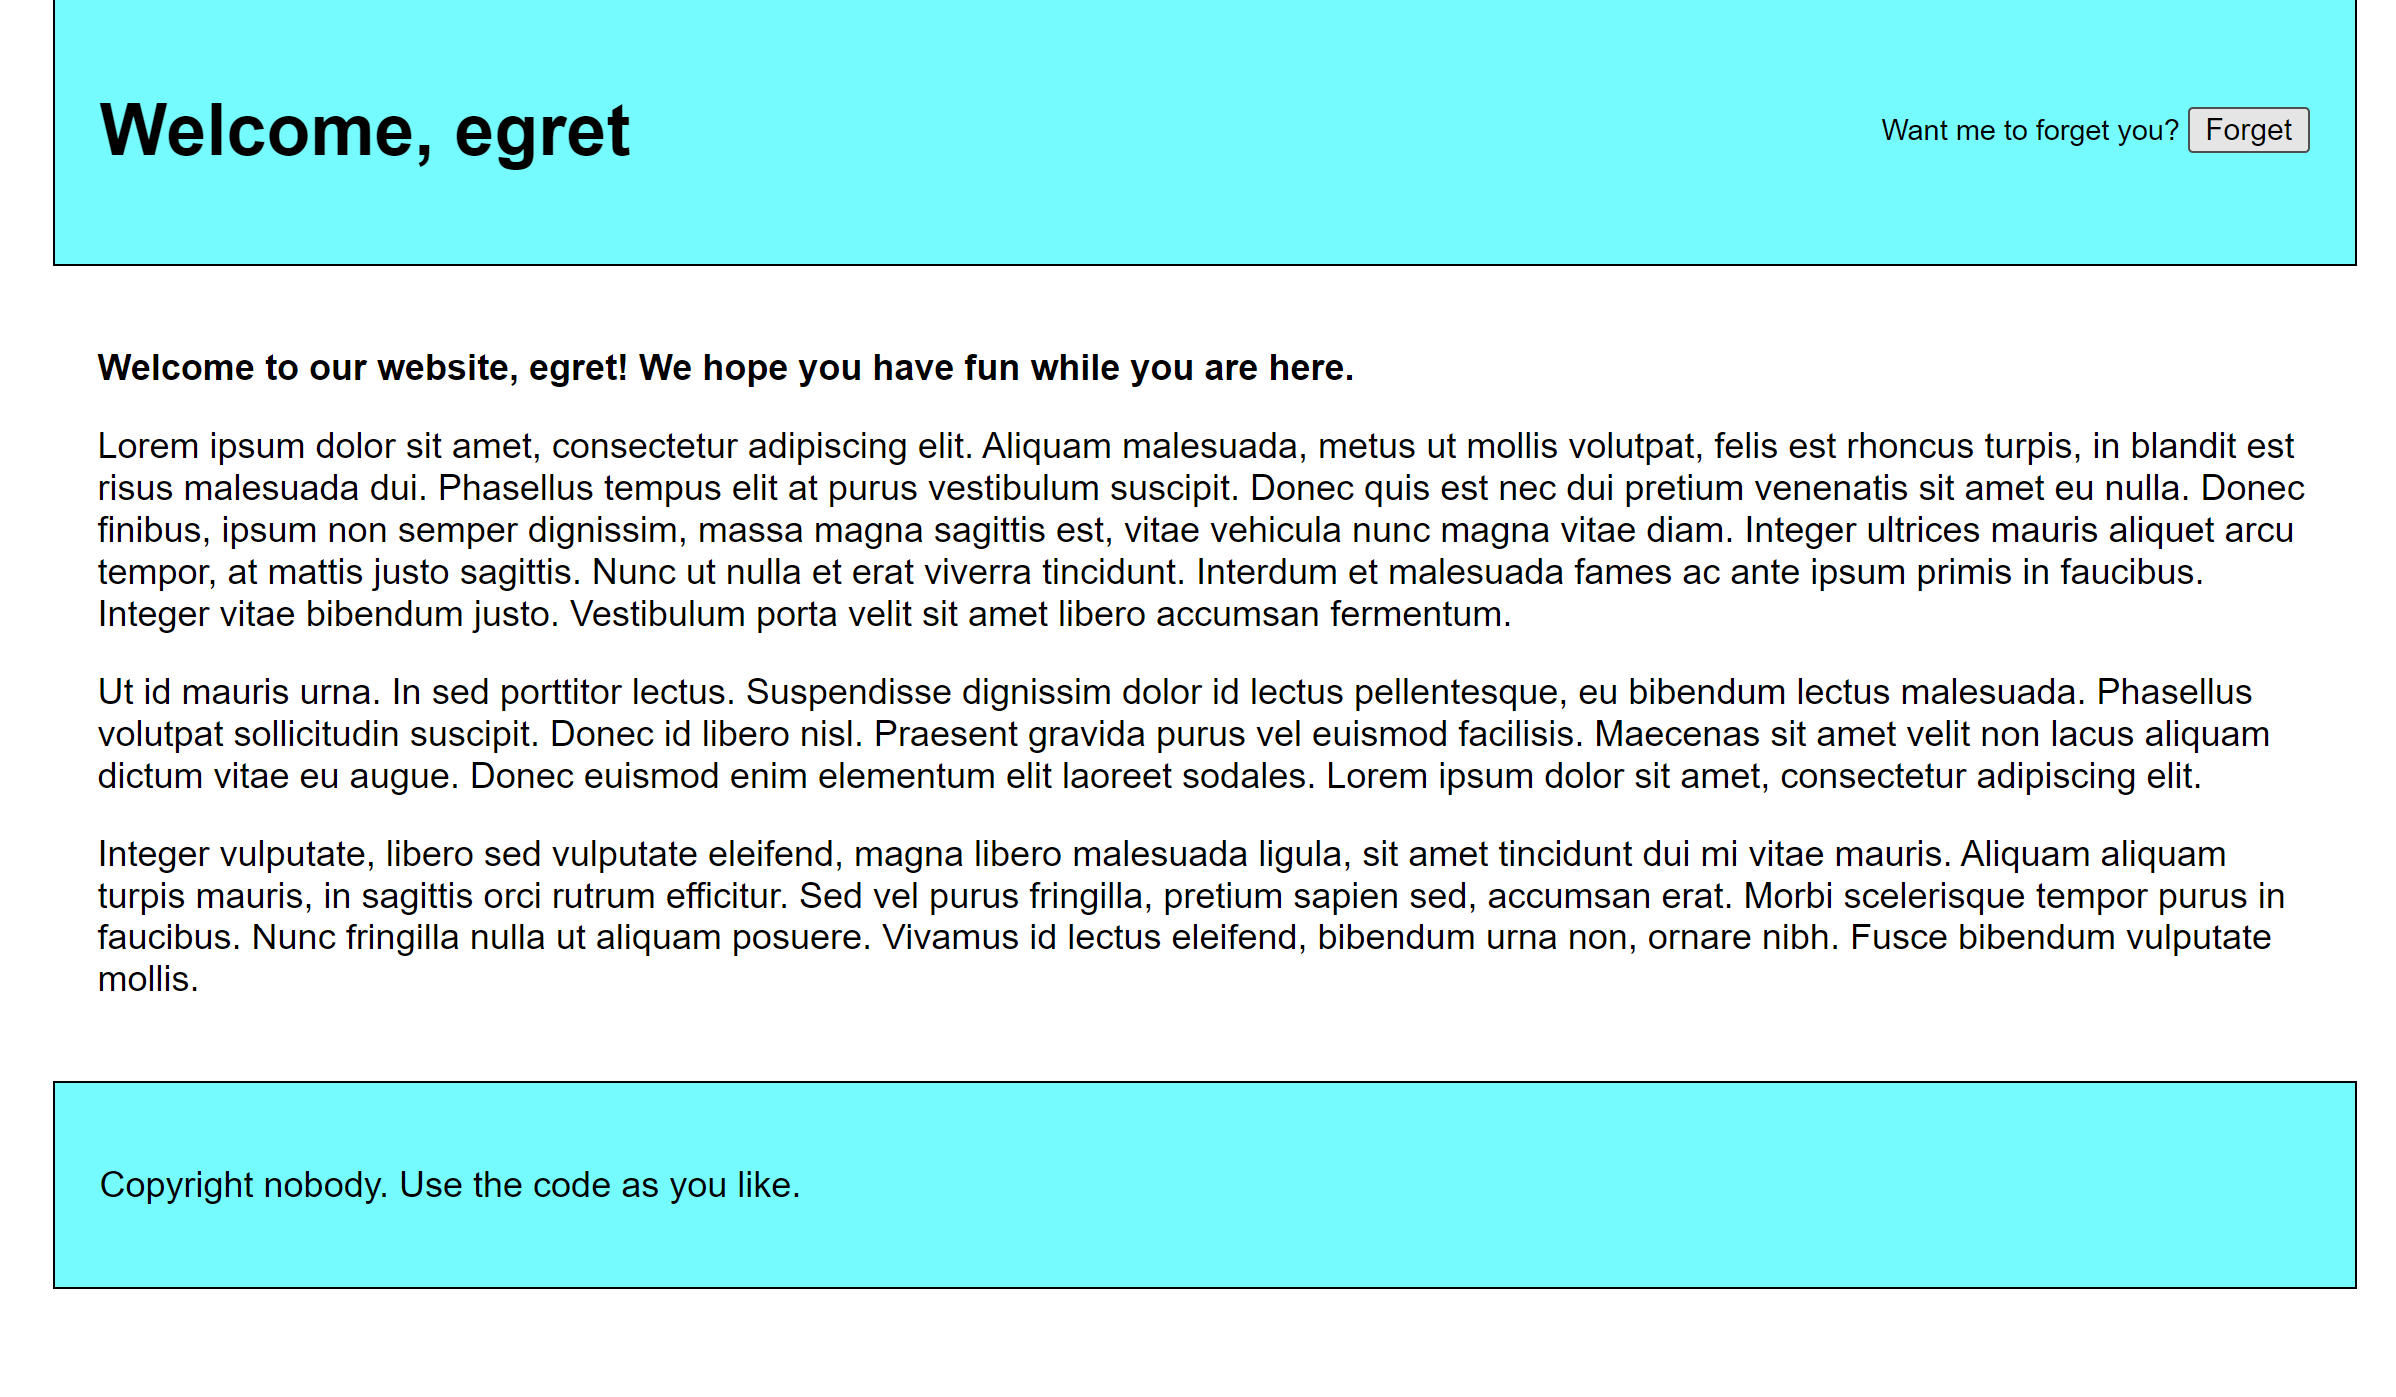 Welcome, egret
Want me to forget you? Forget
Welcome to our website, egret! We hope you have fun while you are here.
Lorem ipsum dolor sit amet, consectetur adipiscing elit. Aliquam malesuada, metus ut mollis volutpat, felis est rhoncus turpis, in blandit est
risus malesuada dui. Phasellus tempus elit at purus vestibulum suscipit. Donec quis est nec dui pretium venenatis sit amet eu nulla. Donec
finibus, ipsum non semper dignissim, massa magna sagittis est, vitae vehicula nunc magna vitae diam. Integer ultrices mauris aliquet arcu
tempor, at mattis justo sagittis. Nunc ut nulla et erat viverra tincidunt. Interdum et malesuada fames ac ante ipsum primis in faucibus.
Integer vitae bibendum justo. Vestibulum porta velit sit amet libero accumsan fermentum.
Ut id mauris urna. In sed porttitor lectus. Suspendisse dignissim dolor id lectus pellentesque, eu bibendum lectus malesuada. Phasellus
volutpat sollicitudin suscipit. Donec id libero nisl. Praesent gravida purus vel euismod facilisis. Maecenas sit amet velit non lacus aliquam
dictum vitae eu augue. Donec euismod enim elementum elit laoreet sodales. Lorem ipsum dolor sit amet, consectetur adipiscing elit.
Integer vulputate, libero sed vulputate eleifend, magna libero malesuada ligula, sit amet tincidunt dui mi vitae mauris. Aliquam aliquam
turpis mauris, in sagittis orci rutrum efficitur. Sed vel purus fringilla, pretium sapien sed, accumsan erat. Morbi scelerisque tempor purus in
faucibus. Nunc fringilla nulla ut aliquam posuere. Vivamus id lectus eleifend, bibendum urna non, ornare nibh. Fusce bibendum vulputate
mollis.
Copyright nobody. Use the code as you like.